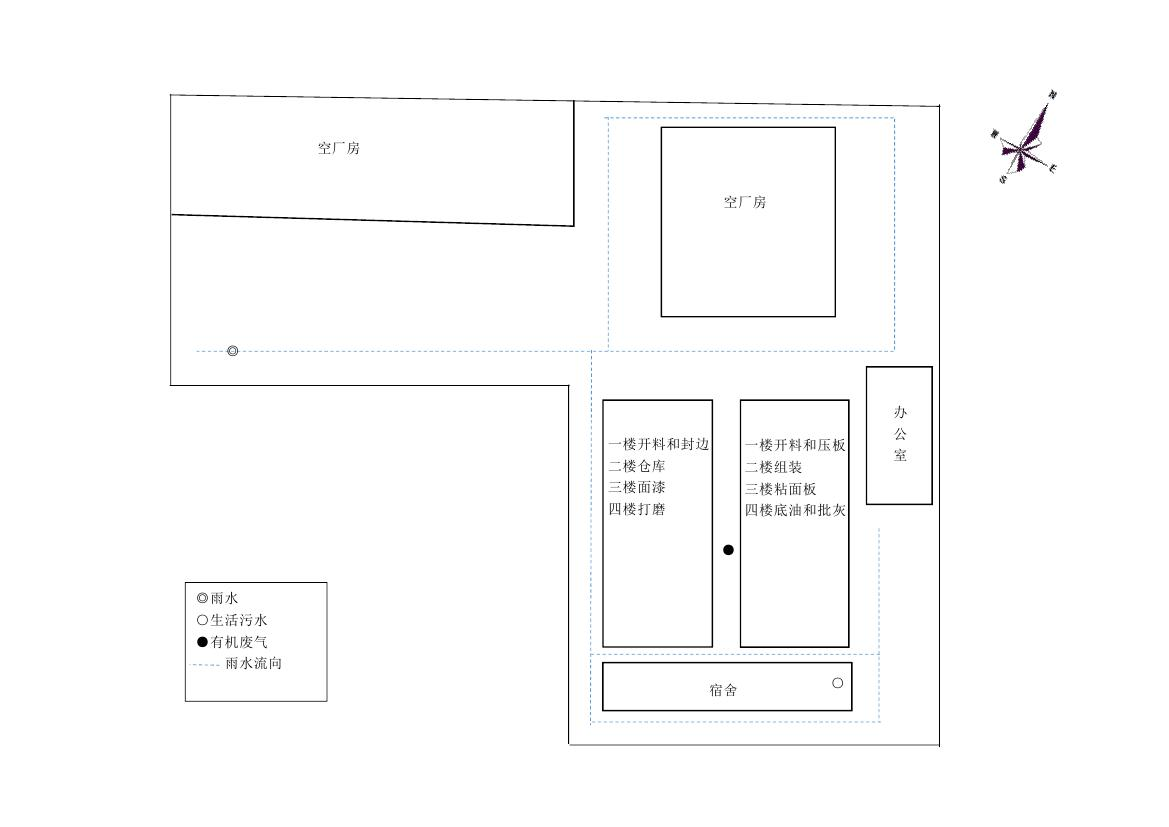 N
W
E
S
空厂房
空厂房
办
公
室
一楼开料和封边
二楼仓库
三楼面漆
四楼打磨
一楼开料和压板
二楼组装
三楼粘面板
四楼底油和批灰
◎雨水
○生活污水
●有机废气
雨水流向
宿舍